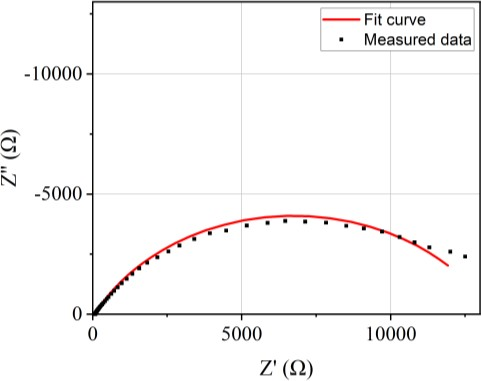 Fit curve
Measured data
-10000
-5000
0
0 5000 10000
Z'' (Ω)
Z' (Ω)